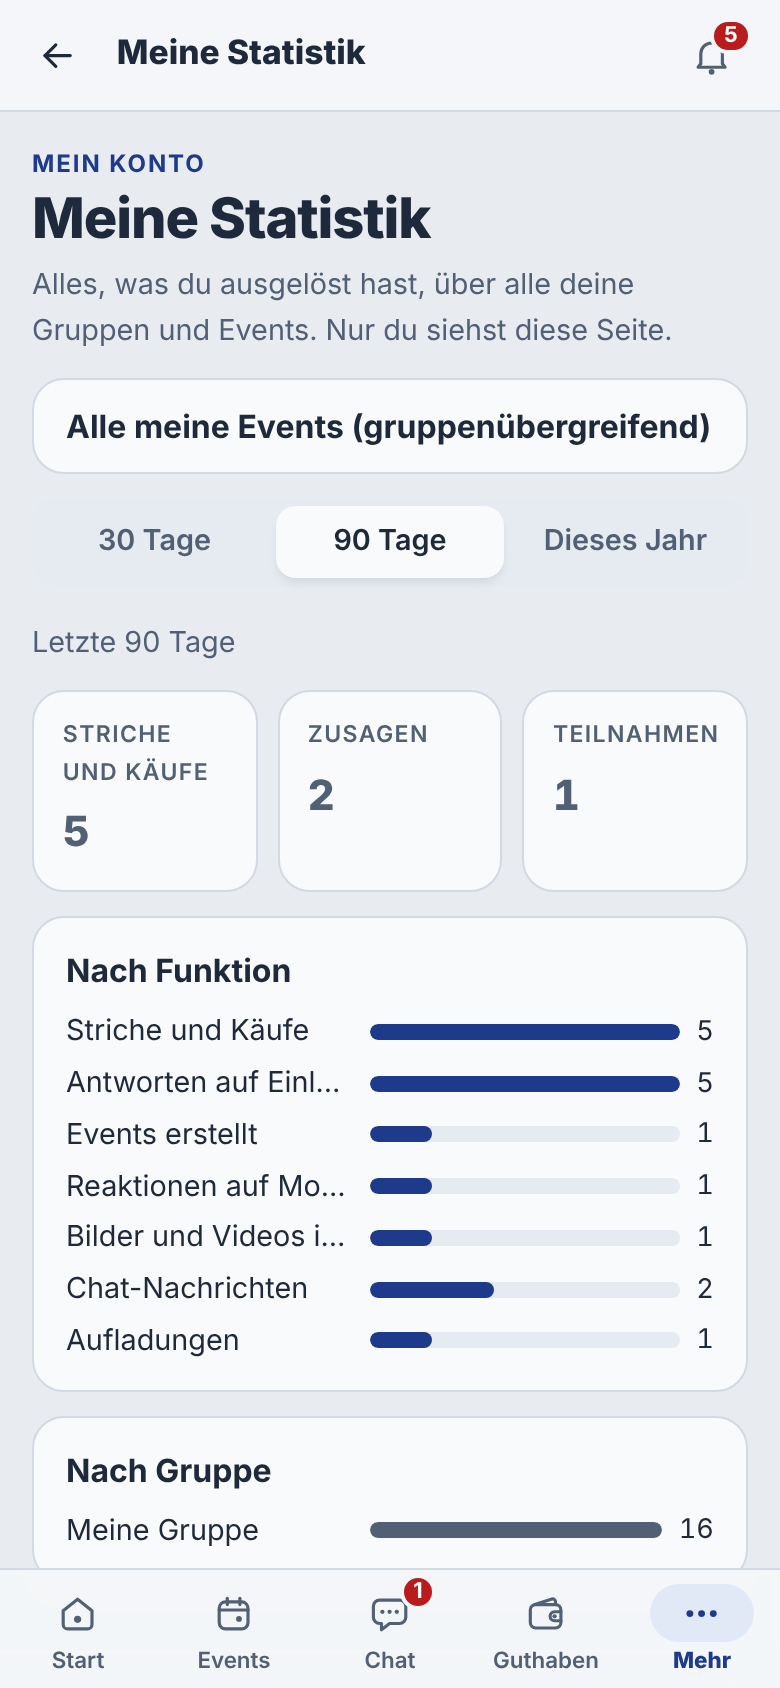 Meine Statistik
5
MEIN KONTO
Meine Statistik
Alles, was du ausgelöst hast, über alle deine
Gruppen und Events. Nur du siehst diese Seite.
Alle meine Events (gruppenübergreifend)
30 Tage
90 Tage
Dieses Jahr
Letzte 90 Tage
STRICHE
UND KÄUFE
5
ZUSAGEN
2
TEILNAHMEN
1
Nach Funktion
Striche und Käufe 5
Antworten auf Einl... 5
Events erstellt 1
Reaktionen auf Mo... 1
Bilder und Videos i... 1
Chat-Nachrichten 2
Aufladungen 1
Nach Gruppe
Meine Gruppe 16
1
Start
Events
Chat
Guthaben
Mehr